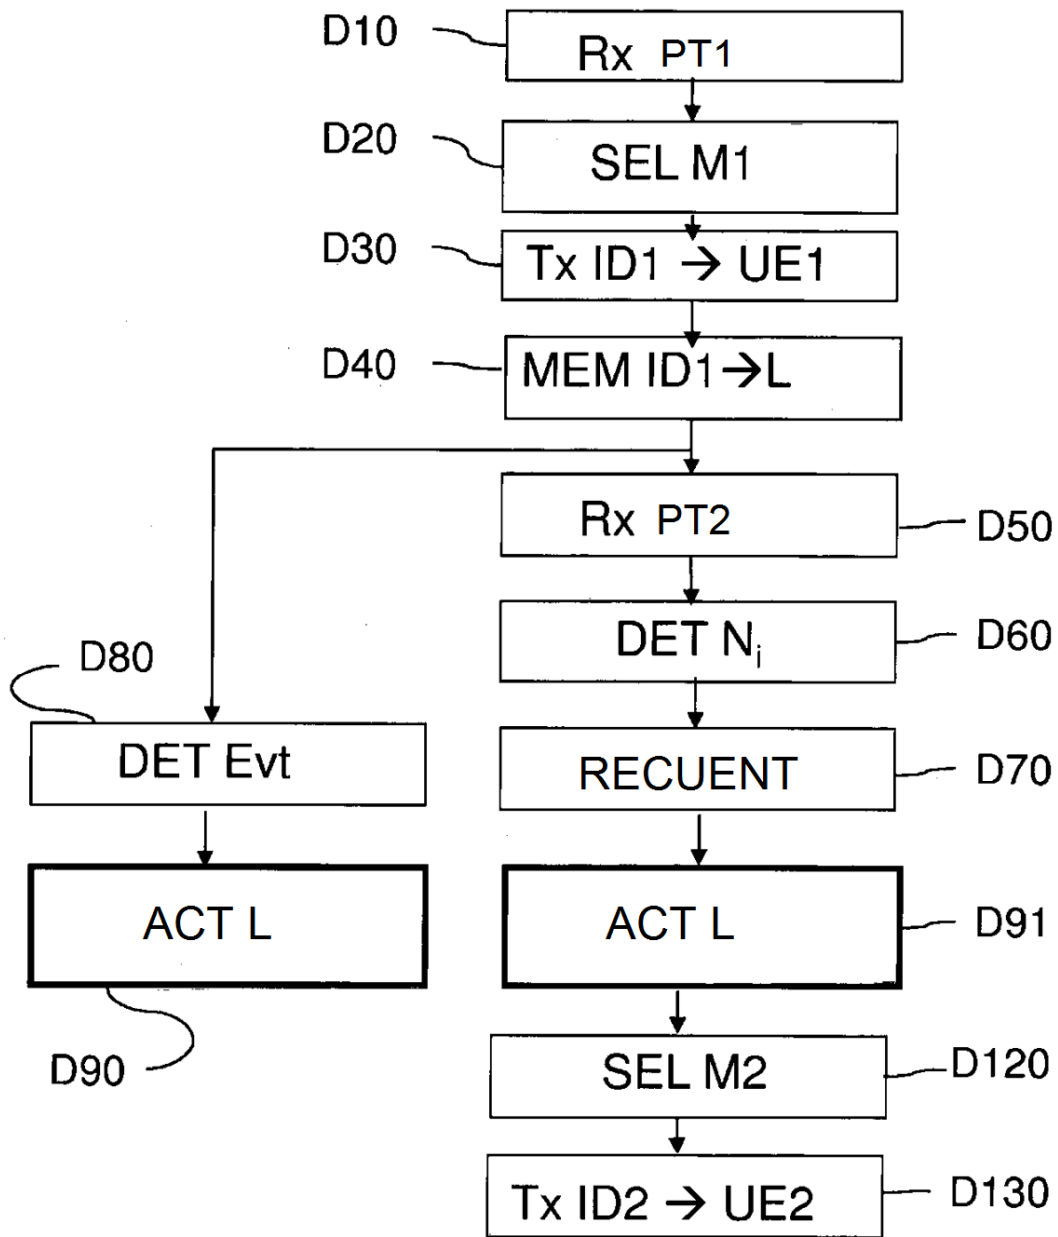 D10
Rx PT1
D20
SEL M1
D30
Tx ID1 → UE1
D40
MEM ID1→L
Rx PT2
D50
DET Ni
D60
D80
DET Evt
RECUENT
D70
ACT L
ACT L
D91
D90
SEL M2
D120
Tx ID2 → UE2
D130